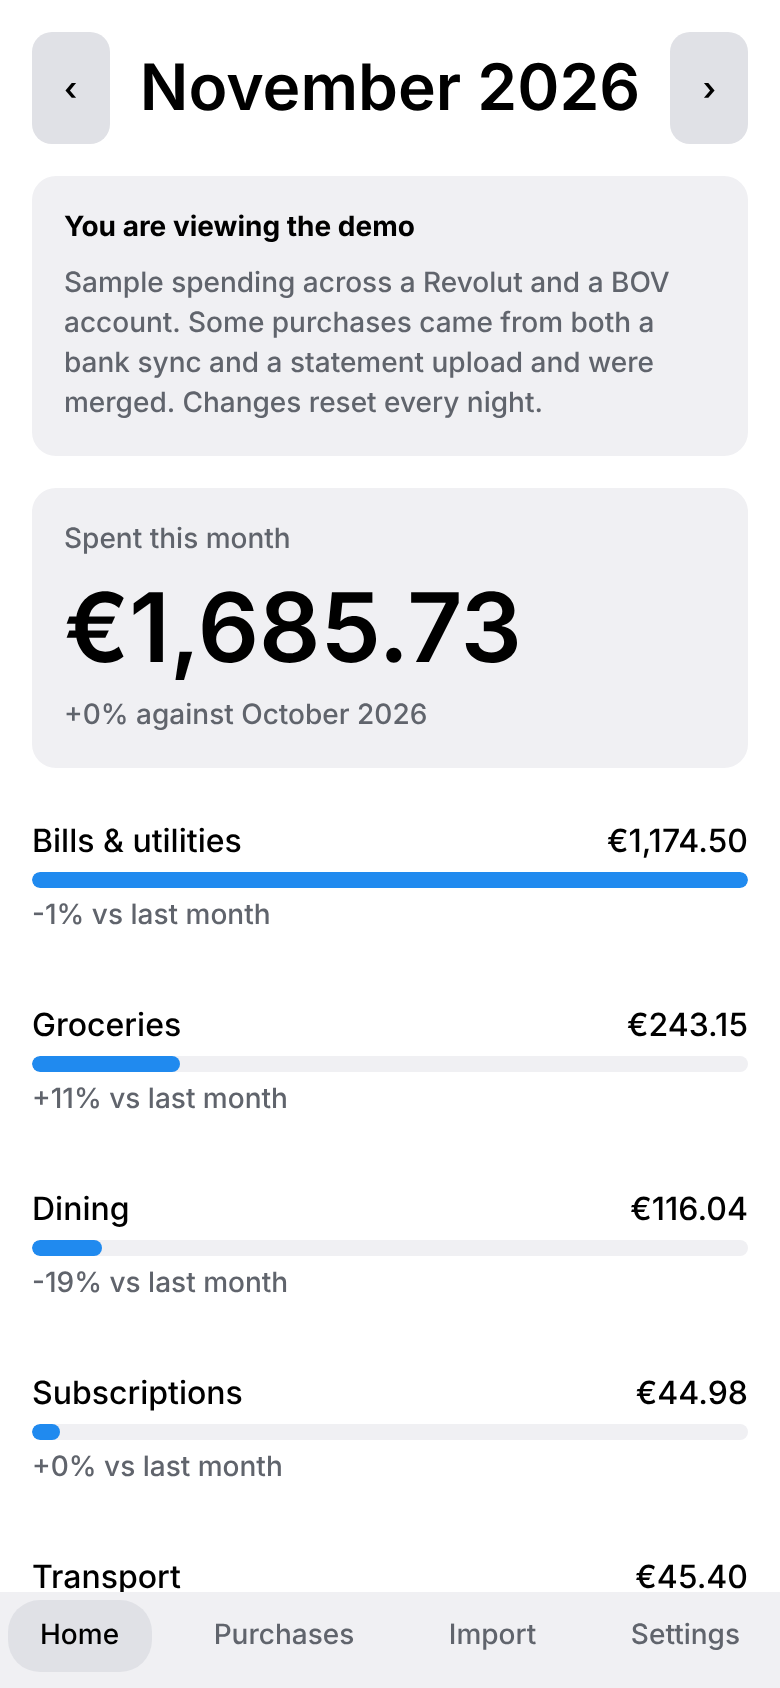 ‹ November 2026 ›
You are viewing the demo
Sample spending across a Revolut and a BOV
account. Some purchases came from both a
bank sync and a statement upload and were
merged. Changes reset every night.
Spent this month
€1,685.73
+0% against October 2026
Bills & utilities €1,174.50
-1% vs last month
Groceries €243.15
+11% vs last month
Dining €116.04
-19% vs last month
Subscriptions €44.98
+0% vs last month
Transport €45.40
Home Purchases Import Settings